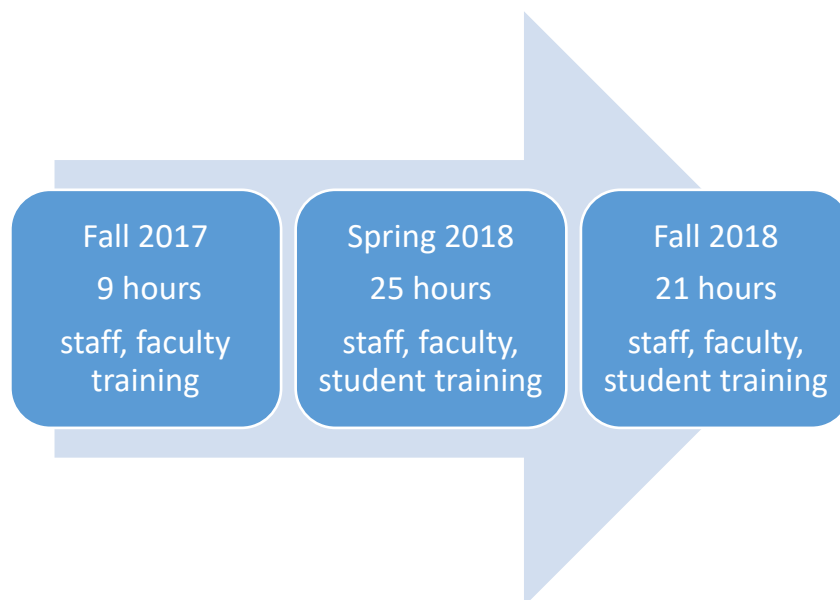 Fall 2017
9 hours
staff, faculty
training
Spring 2018
25 hours
staff, faculty,
student training
Fall 2018
21 hours
staff, faculty,
student training